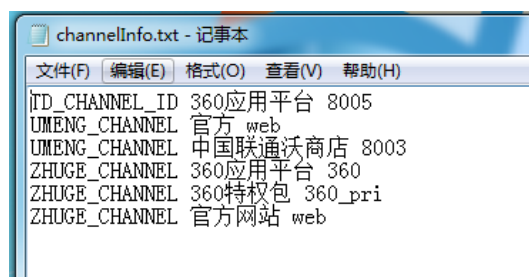 channelInfo.txt - 记事本
文件(F) 编辑(E) 格式(O) 查看(V) 帮助(H)
TD_CHANNEL_ID 360应用平台 8005
UMENG_CHANNEL 官方 web
UMENG_CHANNEL 中国联通沃商店 8003
ZHUGE_CHANNEL 360应用平台 360
ZHUGE_CHANNEL 360特权包 360_pri
ZHUGE_CHANNEL 官方网站 web